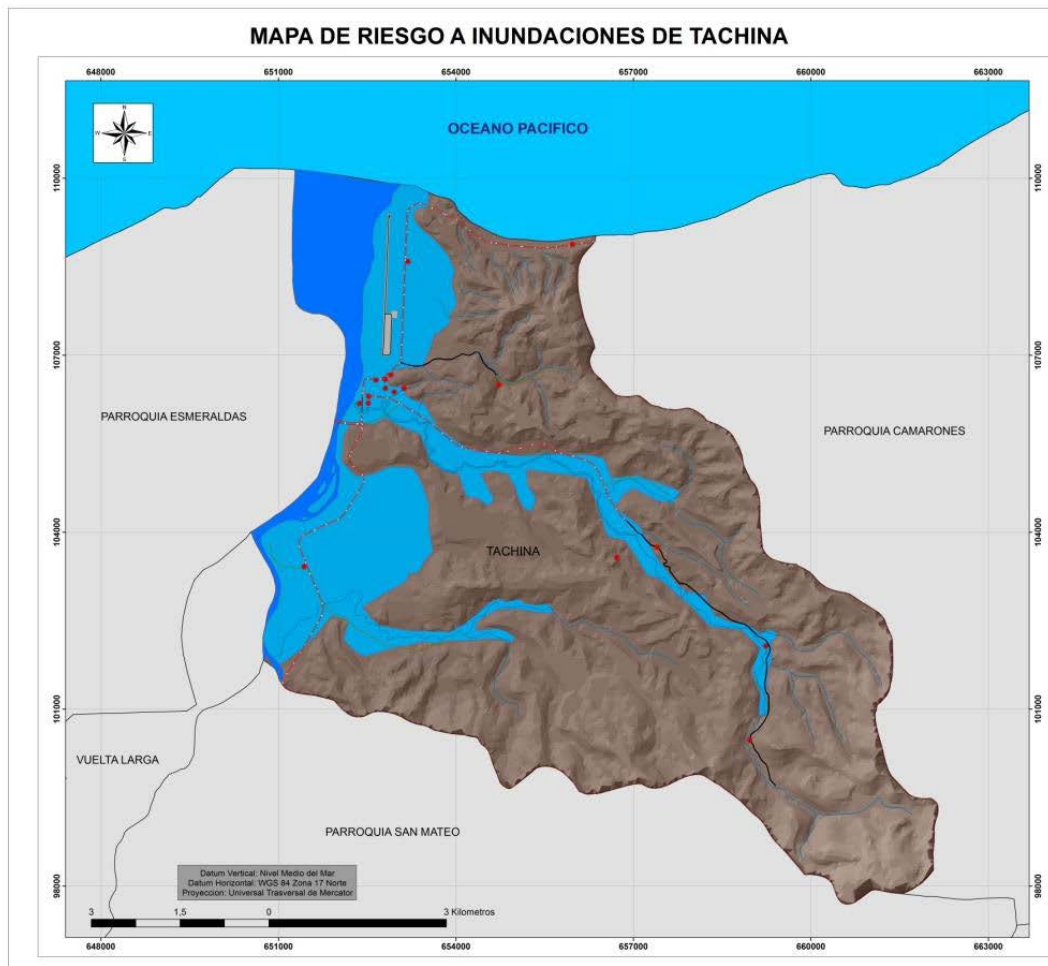 MAPA DE RIESGO A INUNDACIONES DE TACHINA
648000 651000 654000 657000 660000 663000
N
W E
S
OCEANO PACIFICO
110000 110000
107000 107000
PARROQUIA ESMERALDAS
PARROQUIA CAMARONES
104000 104000
TACHINA
101000 101000
VUELTA LARGA
PARROQUIA SAN MATEO
Datum Vertical: Nivel Medio del Mar
Datum Horizontal: WGS 84 Zona 17 Norte
Proyeccion: Universal Trasversal de Mercator
98000 98000
3 1,5 0 3 Kilometros
648000 651000 654000 657000 660000 663000